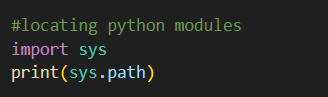 #locating python modules
import sys
print(sys.path)